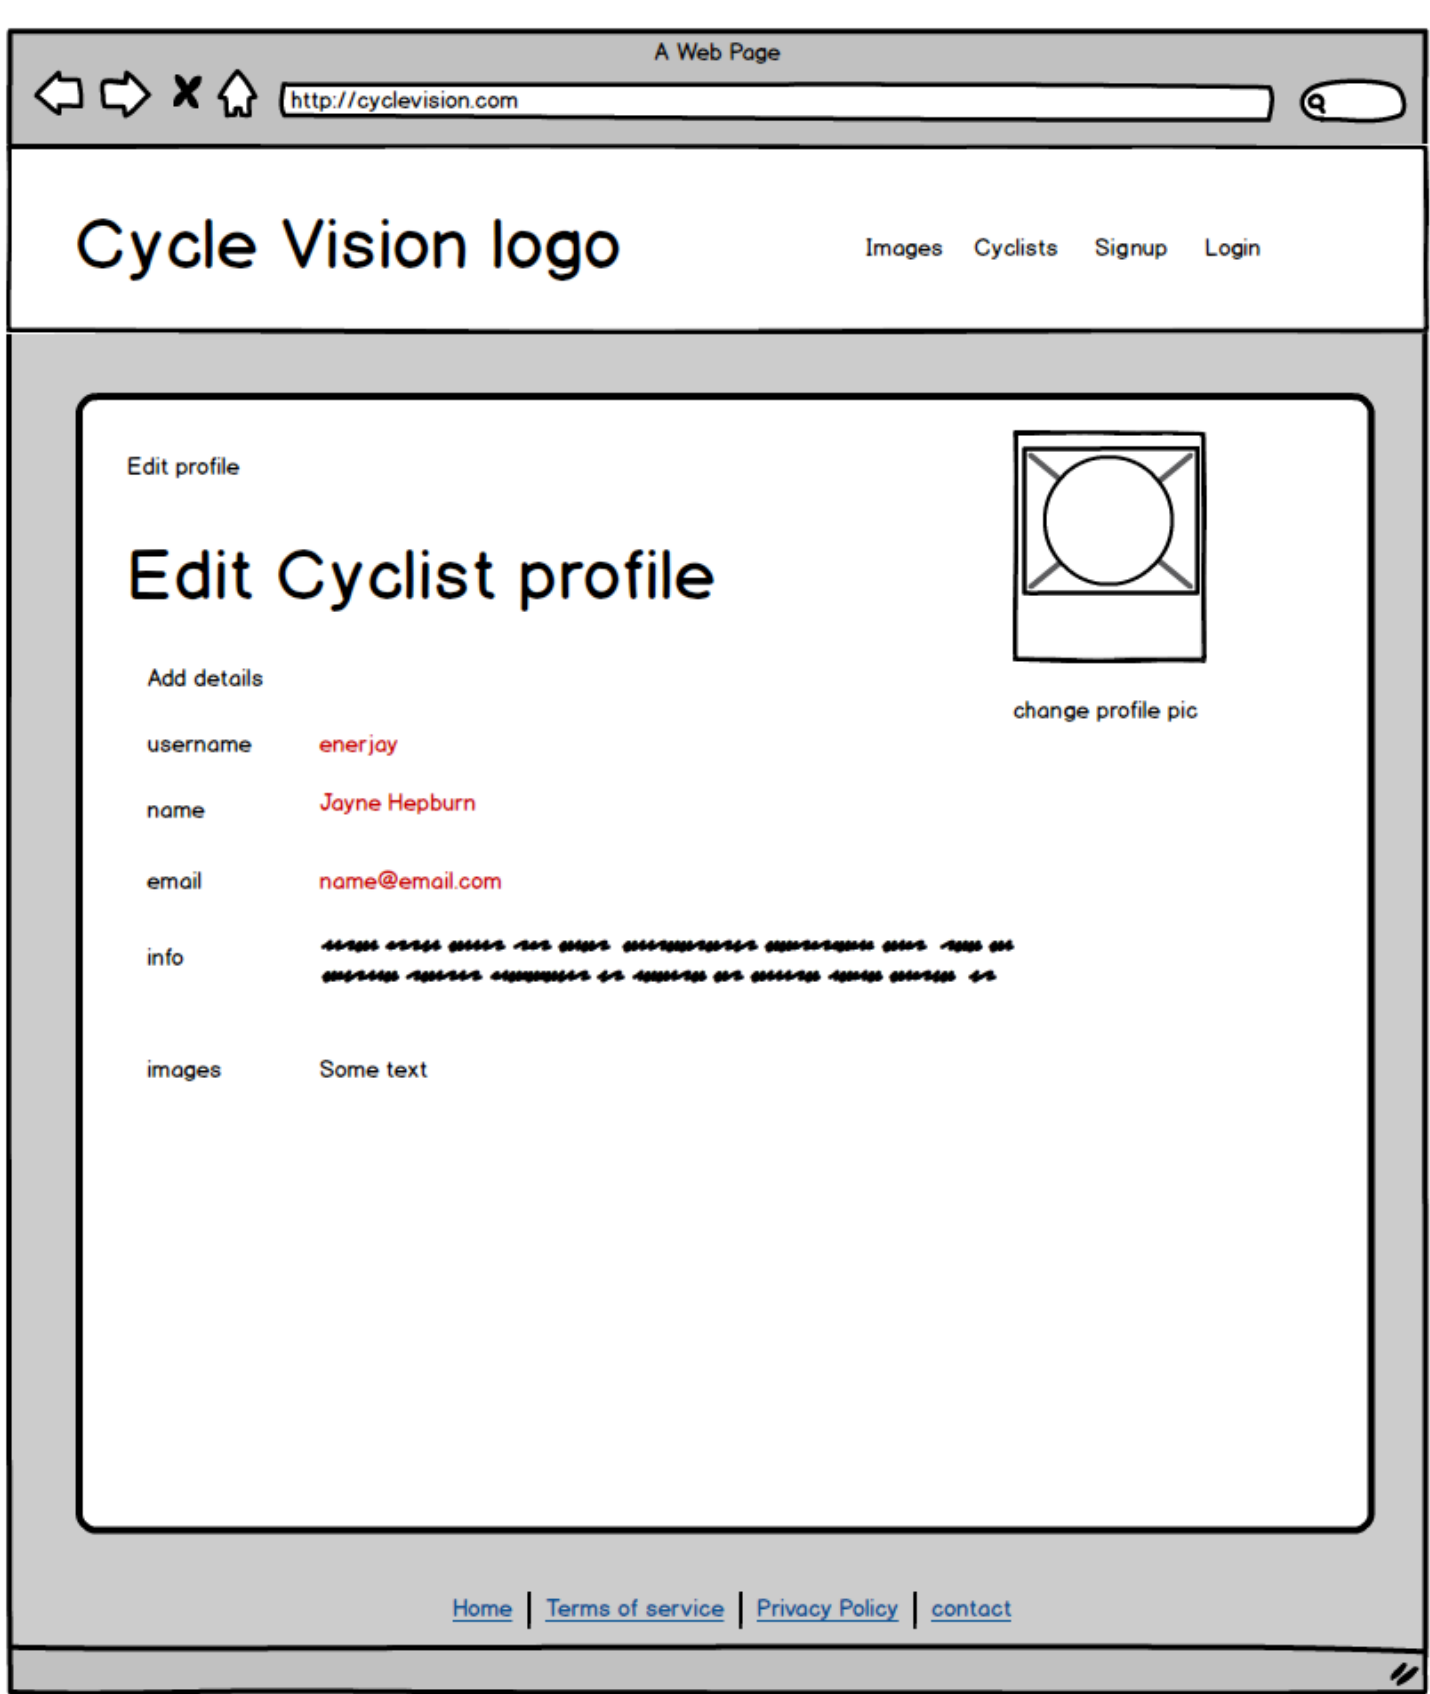 A Web Page
http://cyclevision.com
Cycle Vision logo
Images Cyclists Signup Login
Edit profile
Edit Cyclist profile
Add details
change profile pic
username enerjay
name Jayne Hepburn
email name@email.com
info
images Some text
Home | Terms of service | Privacy Policy | contact